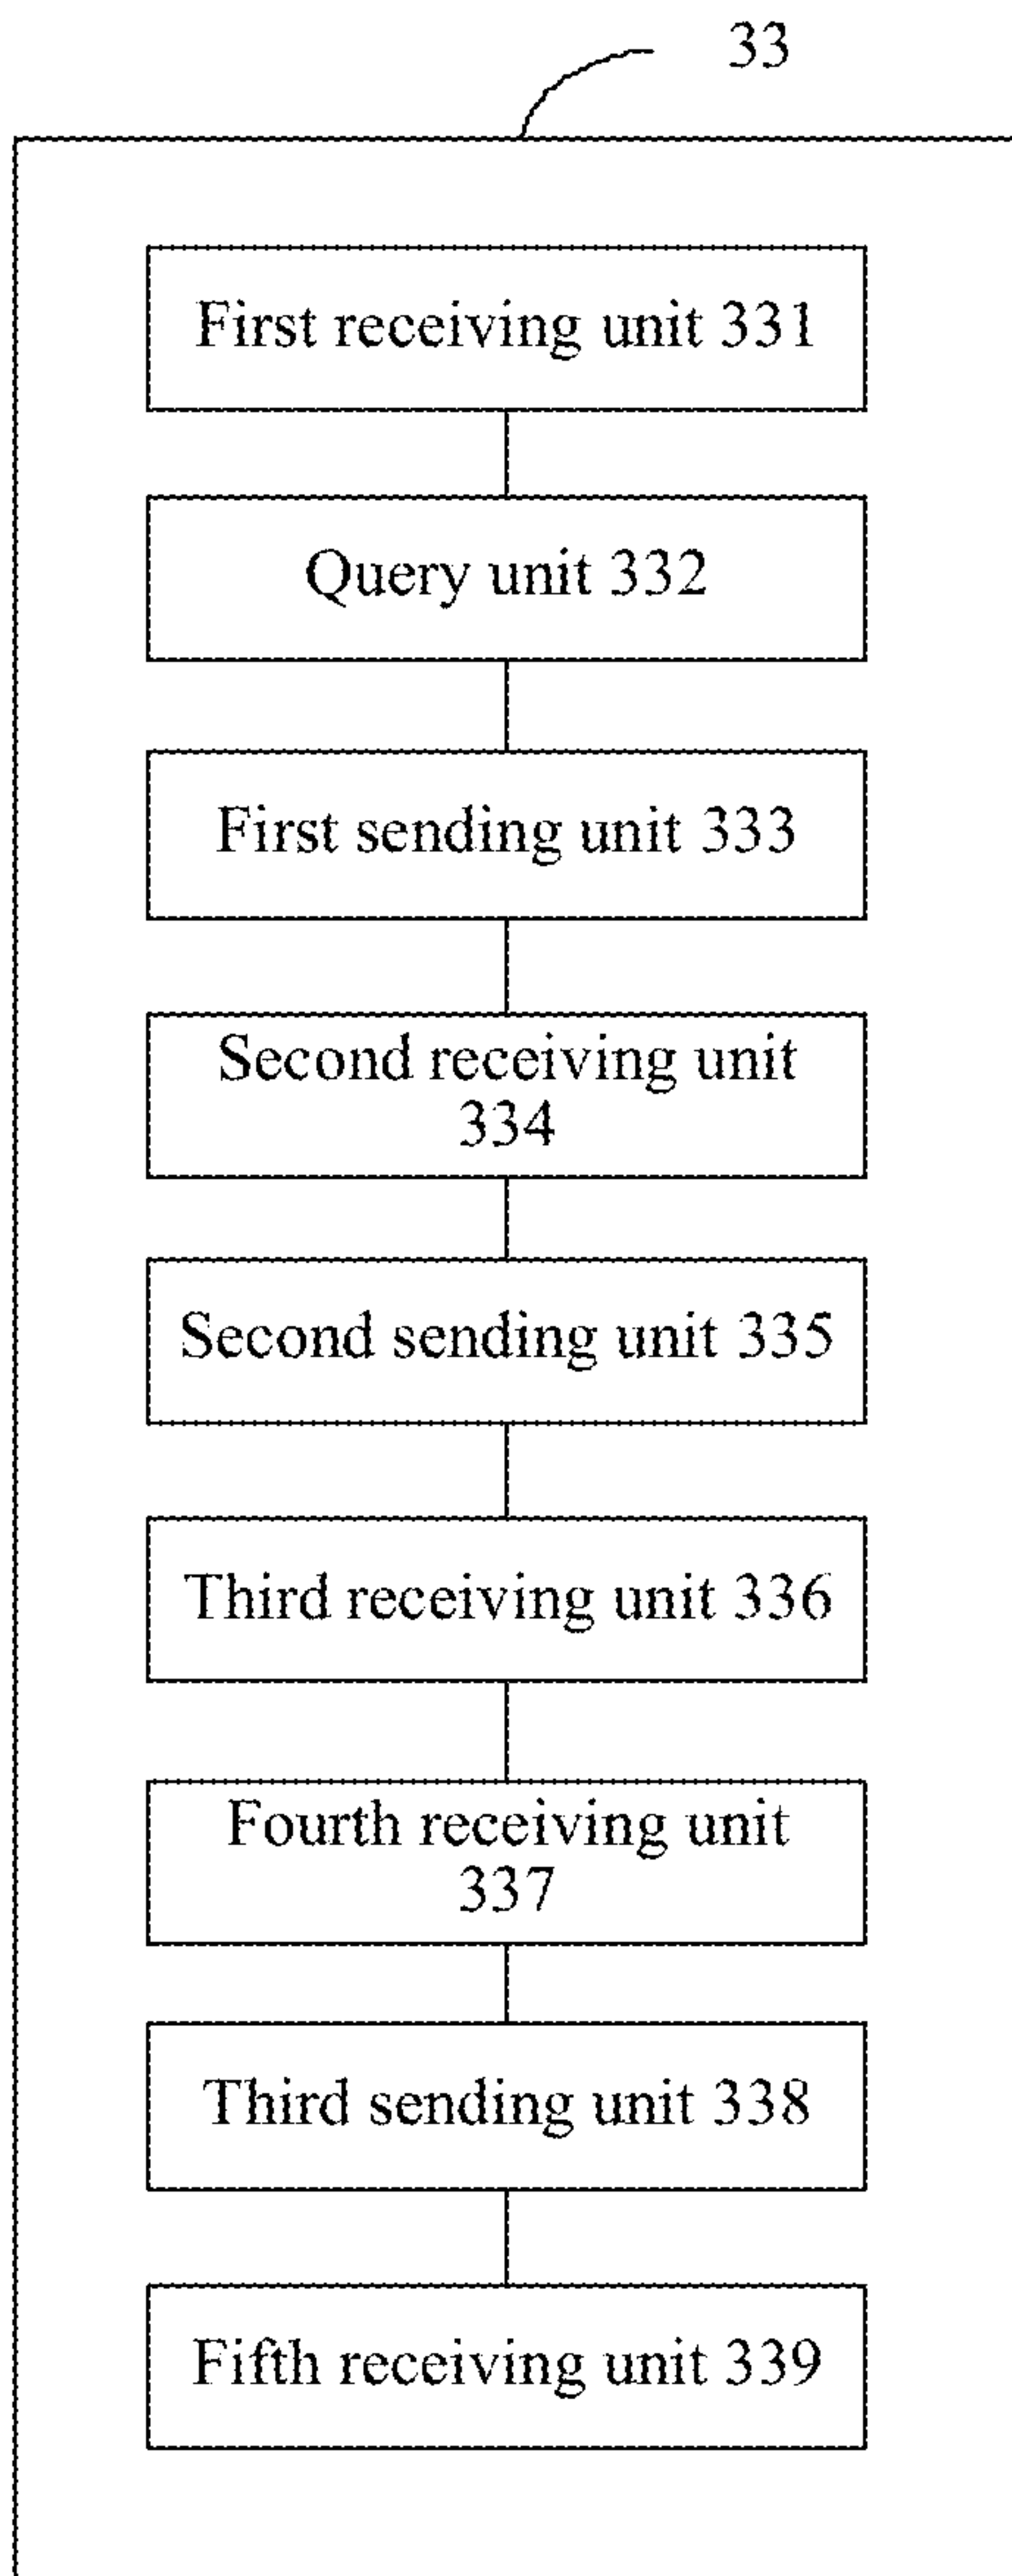 33
First receiving unit 331
Query unit 332
First sending unit 333
Second receiving unit
334
Second sending unit 335
Third receiving unit 336
Fourth receiving unit
337
Third sending unit 338
Fifth receiving unit 339